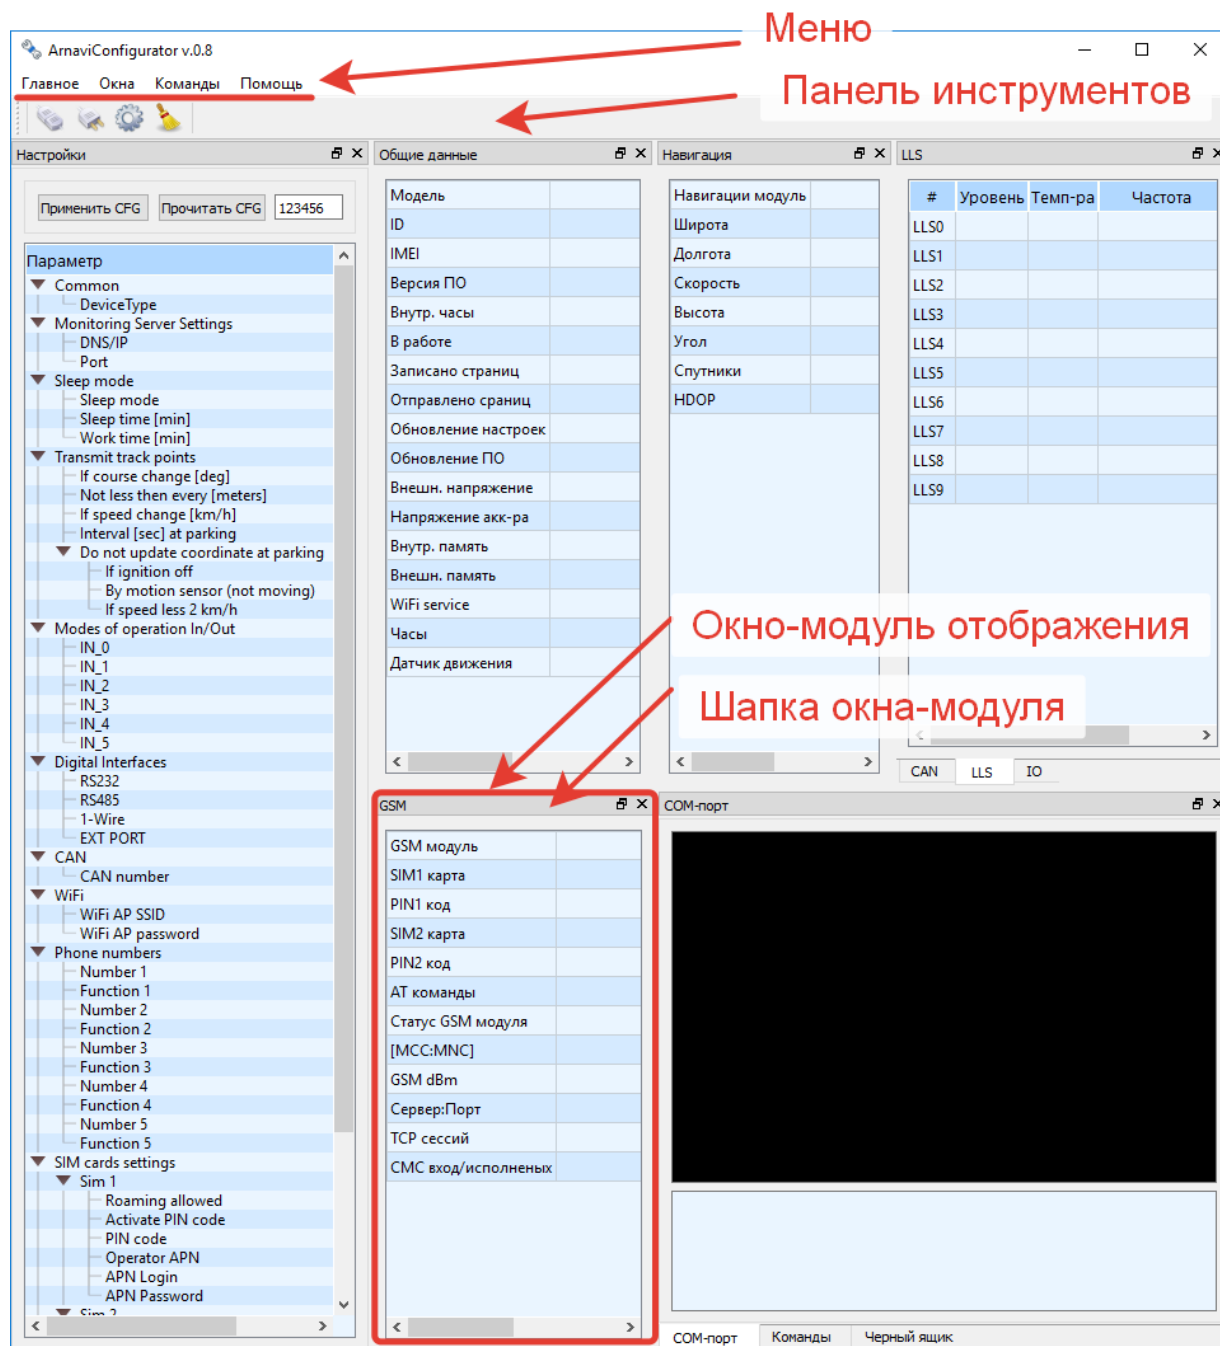 Меню
ArnaviConfigurator v.0.8
Главное Окна Команды Помощь
Панель инструментов
Настройки
Применить CFG Прочитать CFG 123456
Параметр
Common
DeviceType
Monitoring Server Settings
DNS/IP
Port
Sleep mode
Sleep mode
Sleep time [min]
Work time [min]
Transmit track points
If course change [deg]
Not less then every [meters]
If speed change [km/h]
Interval [sec] at parking
Do not update coordinate at parking
If ignition off
By motion sensor (not moving)
If speed less 2 km/h
Modes of operation In/Out
IN_0
IN_1
IN_2
IN_3
IN_4
IN_5
Digital Interfaces
RS232
RS485
1-Wire
EXT PORT
CAN
CAN number
WiFi
WiFi AP SSID
WiFi AP password
Phone numbers
Number 1
Function 1
Number 2
Function 2
Number 3
Function 3
Number 4
Function 4
Number 5
Function 5
SIM cards settings
Sim 1
Roaming allowed
Activate PIN code
PIN code
Operator APN
APN Login
APN Password
Sim 2
Общие данные
Модель
ID
IMEI
Версия ПО
Внутр. часы
В работе
Записано страниц
Отправлено сраниц
Обновление настроек
Обновление ПО
Внешн. напряжение
Напряжение акк-ра
Внутр. память
Внешн. память
WiFi service
Часы
Датчик движения
Навигация
Навигации модуль
Широта
Долгота
Скорость
Высота
Угол
Спутники
HDOP
LLS
# Уровень Темп-ра Частота
LLS0
LLS1
LLS2
LLS3
LLS4
LLS5
LLS6
LLS7
LLS8
LLS9
Окно-модуль отображения
Шапка окна-модуля
CAN LLS IO
GSM
GSM модуль
SIM1 карта
PIN1 код
SIM2 карта
PIN2 код
AT команды
Статус GSM модуля
[MCC:MNC]
GSM dBm
Сервер:Порт
TCP сессий
СМС вход/исполненых
COM-порт
COM-порт Команды Черный ящик